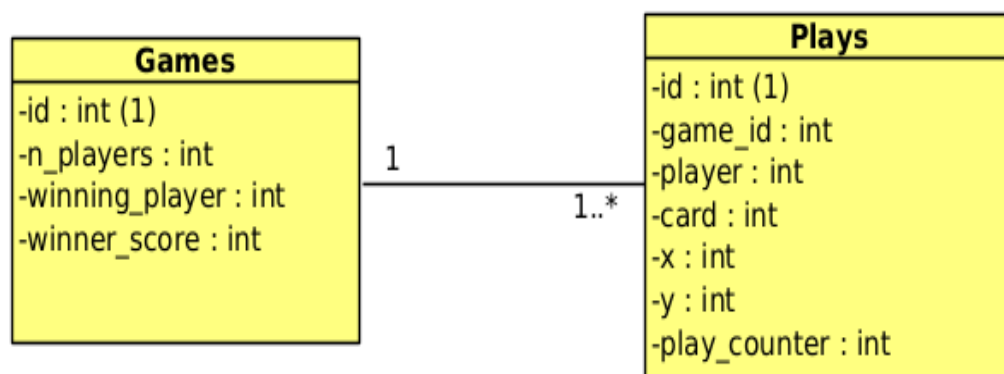 Games
-id : int (1)
-n_players : int
-winning_player : int
-winner_score : int
1
1..*
Plays
-id : int (1)
-game_id : int
-player : int
-card : int
-x : int
-y : int
-play_counter : int